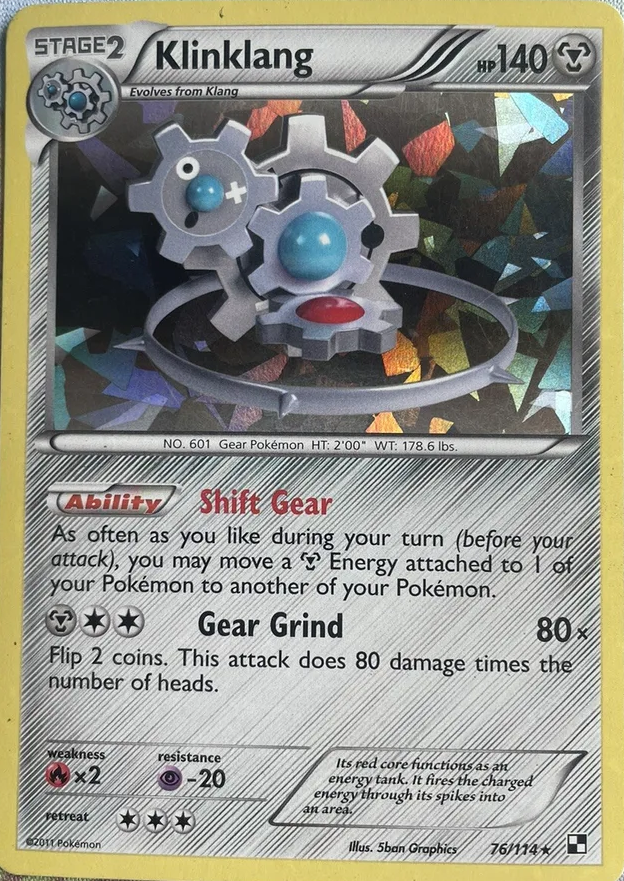 STAGE2 Klinklang HP140
Evolves from Klang
NO. 601 Gear Pokémon HT: 2'00" WT: 178.6 lbs.
Ability Shift Gear
As often as you like during your turn (before your
attack), you may move a Energy attached to 1 of
your Pokémon to another of your Pokémon.
Gear Grind 80×
Flip 2 coins. This attack does 80 damage times the
number of heads.
weakness resistance
×2 -20
retreat
Its red core functions as an
energy tank. It fires the charged
energy through its spikes into
an area.
©2011 Pokémon Illus. 5ban Graphics 76/114★